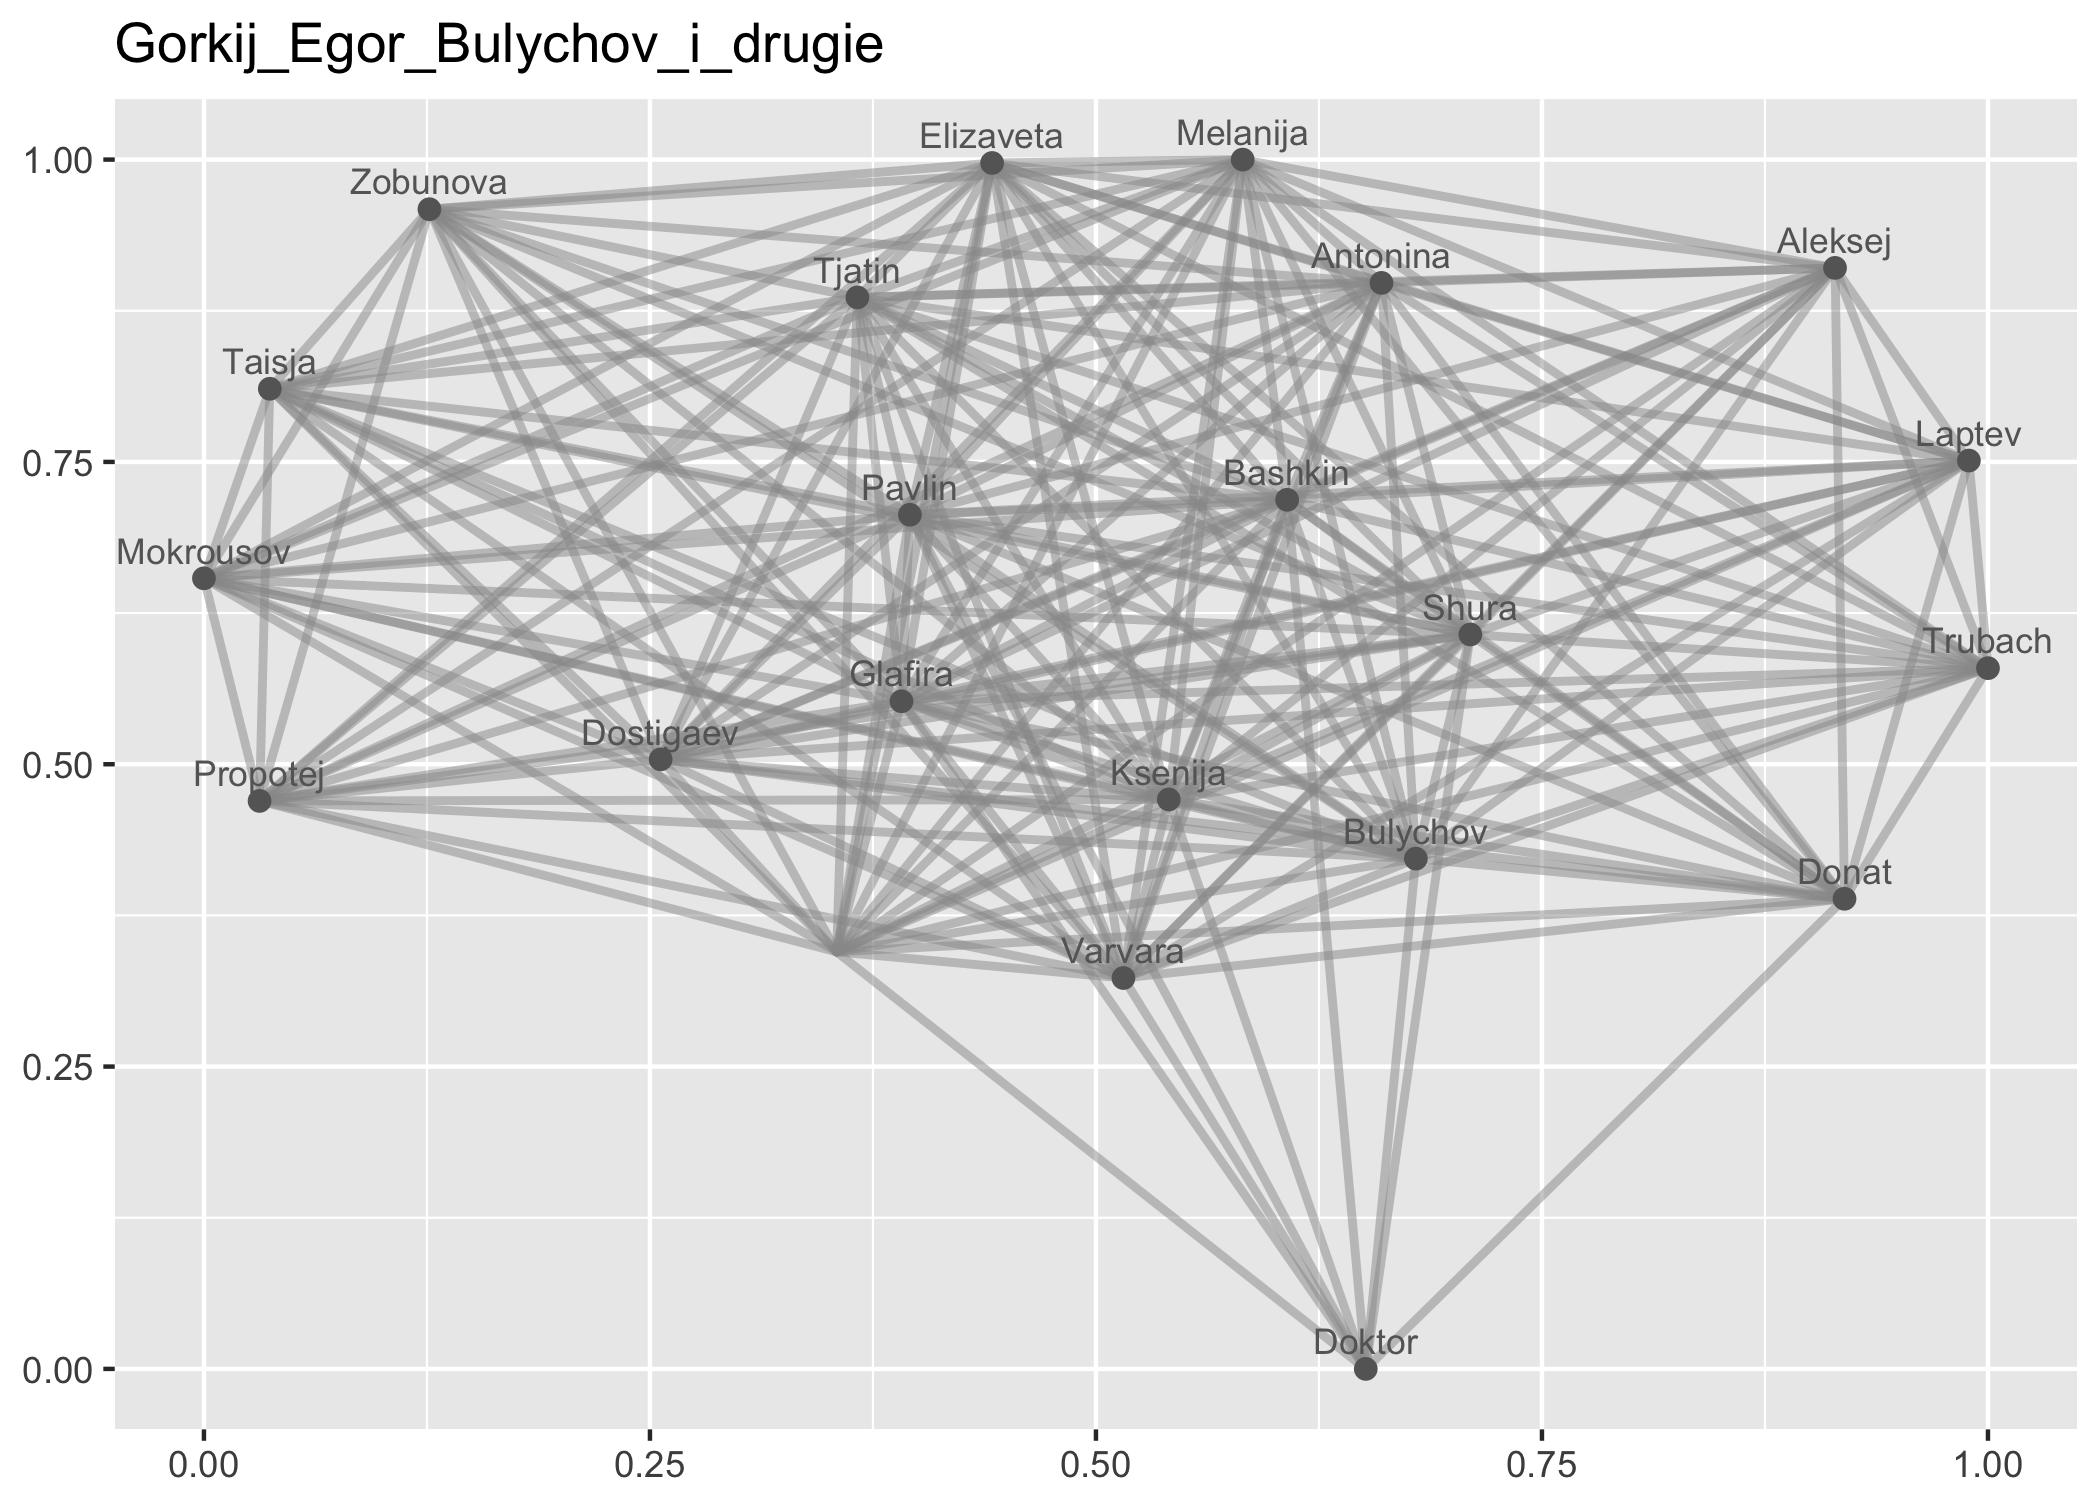 Gorkij_Egor_Bulychov_i_drugie
Elizaveta
Melanija
Zobunova
Aleksej
Antonina
Tjatin
Taisja
Laptev
Bashkin
Pavlin
Mokrousov
Shura
Trubach
Glafira
Dostigaev
Propotej
Ksenija
Bulychov
Donat
Varvara
Doktor
1.00
0.75
0.50
0.25
0.00
0.00 0.25 0.50 0.75 1.00